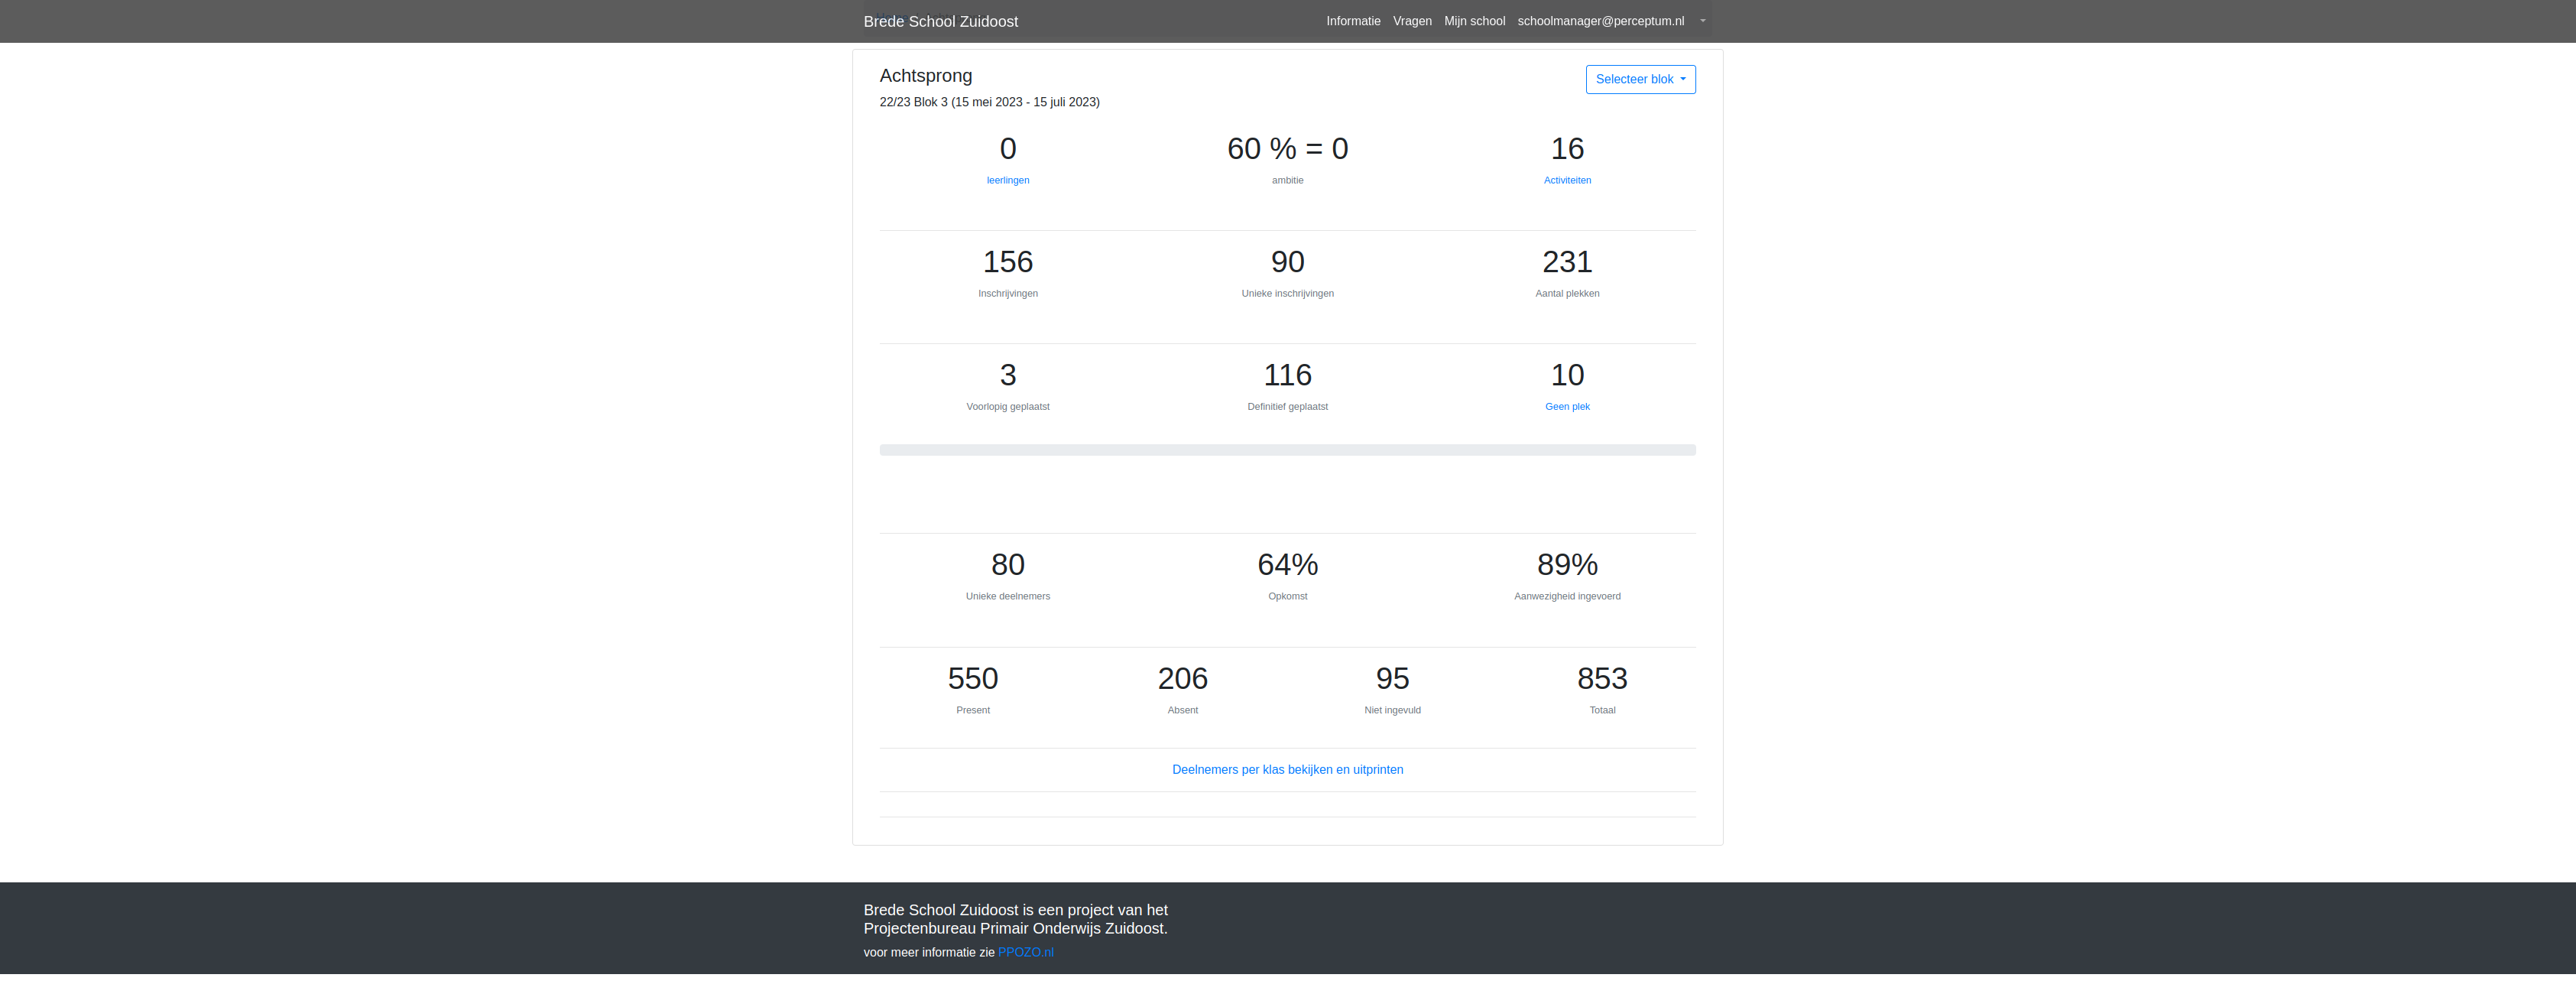 Brede School Zuidoost
Informatie Vragen Mijn school schoolmanager@perceptum.nl
Achtsprong
Selecteer blok
22/23 Blok 3 (15 mei 2023 - 15 juli 2023)
0 60 % = 0 16
leerlingen ambitie Activiteiten
156 90 231
Inschrijvingen Unieke inschrijvingen Aantal plekken
3 116 10
Voorlopig geplaatst Definitief geplaatst Geen plek
80 64% 89%
Unieke deelnemers Opkomst Aanwezigheid ingevoerd
550 206 95 853
Present Absent Niet ingevuld Totaal
Deelnemers per klas bekijken en uitprinten
Brede School Zuidoost is een project van het
Projectenbureau Primair Onderwijs Zuidoost.
voor meer informatie zie PPOZO.nl